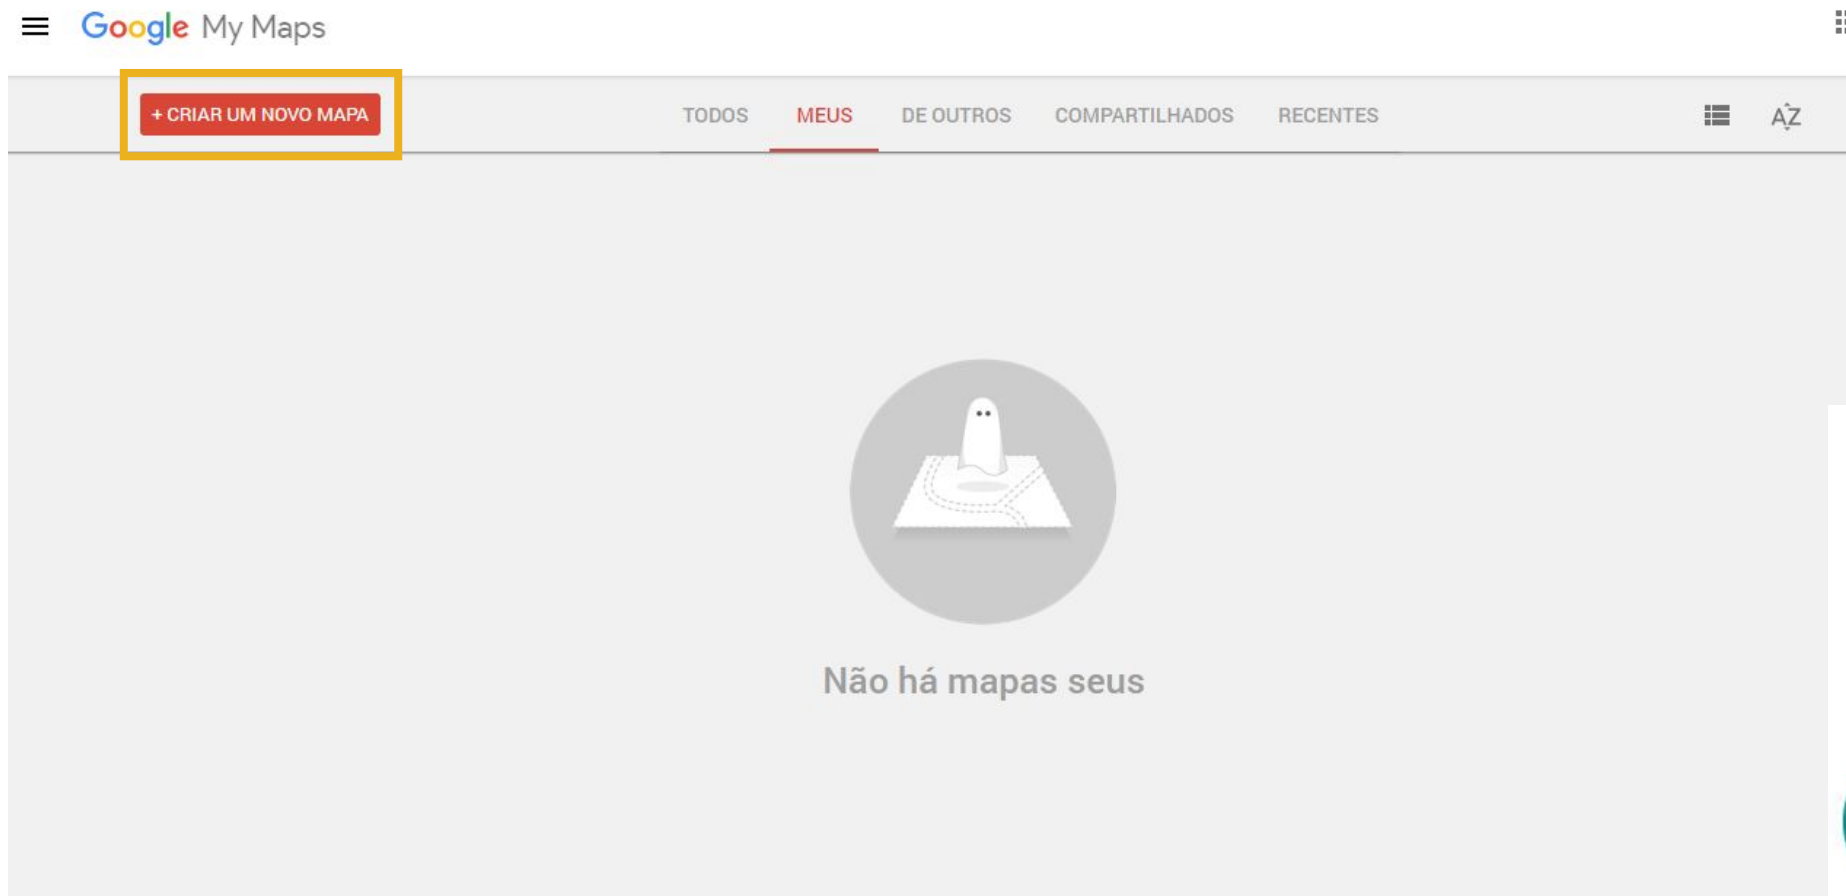 Google My Maps
+ CRIAR UM NOVO MAPA
TODOS MEUS DE OUTROS COMPARTILHADOS RECENTES
AZ
Não há mapas seus